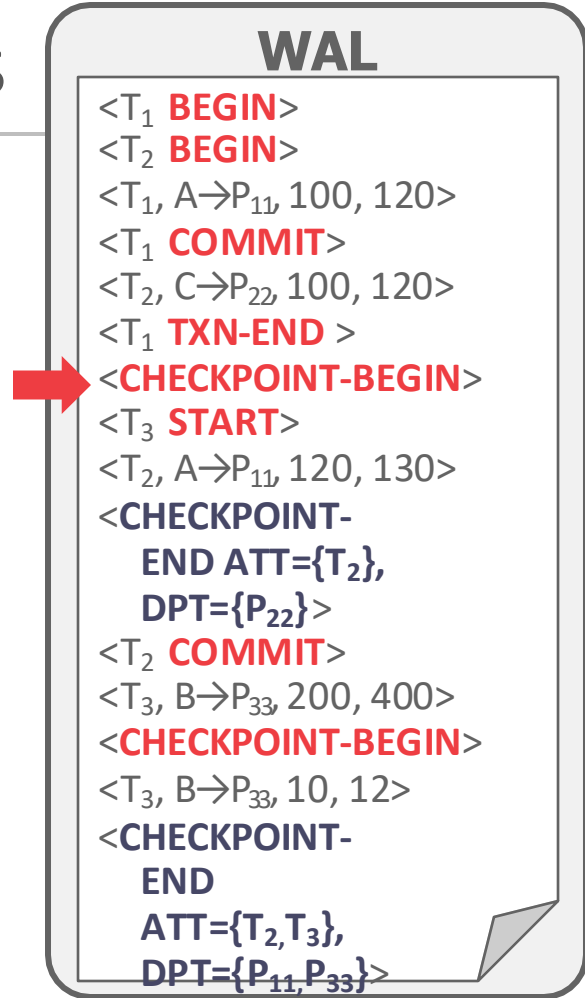 S
WAL
<T₁ BEGIN>
<T₂ BEGIN>
<T₁, A→P₁₁, 100, 120>
<T₁ COMMIT>
<T₂, C→P₂₂, 100, 120>
<T₁ TXN-END >
<CHECKPOINT-BEGIN>
<T₃ START>
<T₂, A→P₁₁, 120, 130>
<CHECKPOINT-
END ATT={T₂},
DPT={P₂₂}>
<T₂ COMMIT>
<T₃, B→P₃₃, 200, 400>
<CHECKPOINT-BEGIN>
<T₃, B→P₃₃, 10, 12>
<CHECKPOINT-
END
ATT={T₂,T₃},
DPT={P₁₁,P₃₃}>